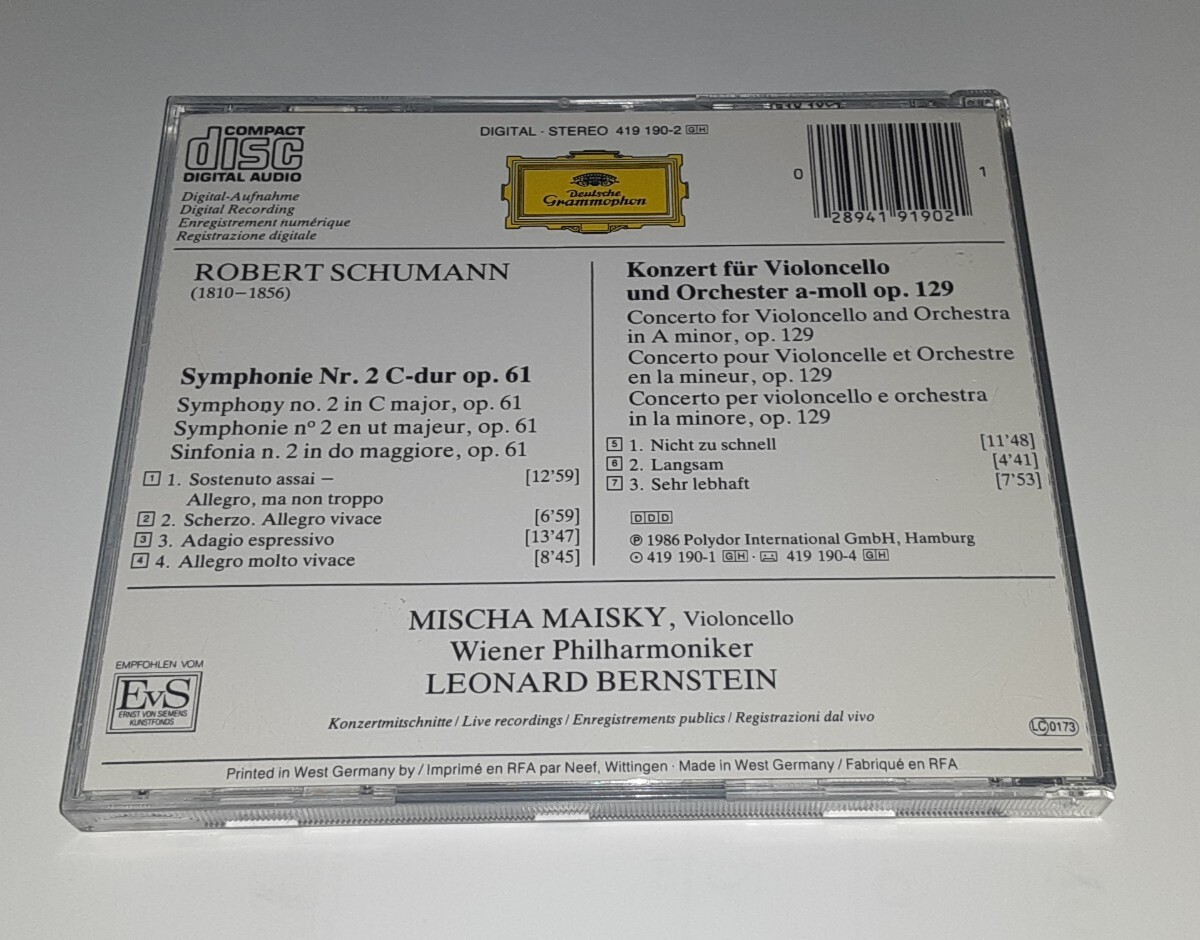 COMPACT
disc
DIGITAL AUDIO
Digital-Aufnahme
Digital Recording
Enregistrement numérique
Registrazione digitale
DIGITAL · STEREO 419 190-2 GH
Deutsche
Grammophon
0 28941 91902 1
ROBERT SCHUMANN
(1810–1856)
Symphonie Nr. 2 C-dur op. 61
Symphony no. 2 in C major, op. 61
Symphonie nº 2 en ut majeur, op. 61
Sinfonia n. 2 in do maggiore, op. 61
1 1. Sostenuto assai – [12'59]
Allegro, ma non troppo
2 2. Scherzo. Allegro vivace [6'59]
3 3. Adagio espressivo [13'47]
4 4. Allegro molto vivace [8'45]
Konzert für Violoncello
und Orchester a-moll op. 129
Concerto for Violoncello and Orchestra
in A minor, op. 129
Concerto pour Violoncelle et Orchestre
en la mineur, op. 129
Concerto per violoncello e orchestra
in la minore, op. 129
5 1. Nicht zu schnell [11'48]
6 2. Langsam [4'41]
7 3. Sehr lebhaft [7'53]
DDD
℗ 1986 Polydor International GmbH, Hamburg
419 190-1 GH · 419 190-4 GH
MISCHA MAISKY, Violoncello
Wiener Philharmoniker
LEONARD BERNSTEIN
Konzertmitschnitte / Live recordings / Enregistrements publics / Registrazioni dal vivo
EMPFOHLEN VOM
EvS
ERNST VON SIEMENS
KUNSTFONDS
LC 0173
Printed in West Germany by / Imprimé en RFA par Neef, Wittingen · Made in West Germany / Fabriqué en RFA